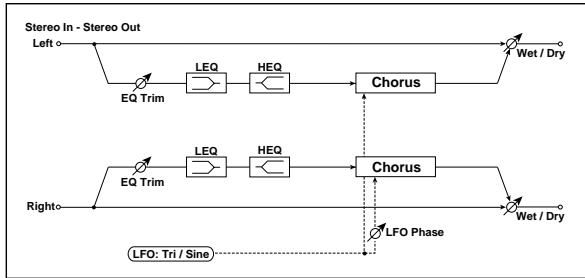 Stereo In - Stereo Out
Left
Wet / Dry
LEQ
HEQ
EQ Trim
Chorus
LEQ
HEQ
EQ Trim
Chorus
Right
Wet / Dry
LFO Phase
LFO: Tri / Sine